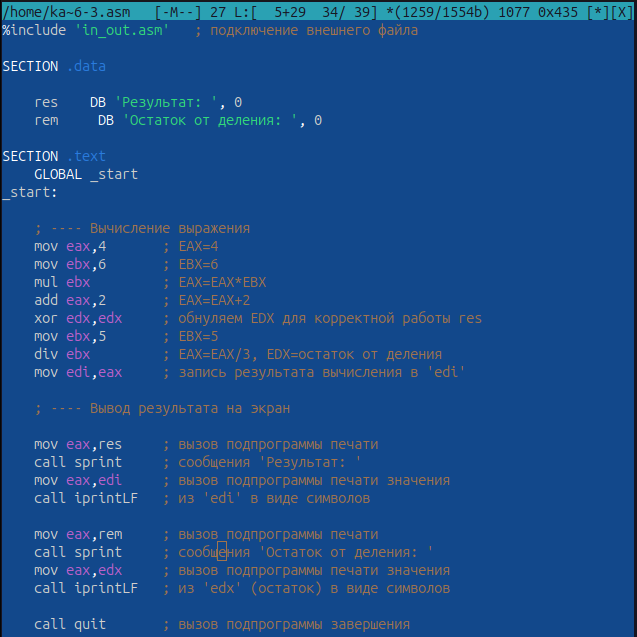 /home/ka~6-3.asm   [-M--] 27 L:[  5+29  34/ 39] *(1259/1554b) 1077 0x435 [*][X]
%include 'in_out.asm'   ; подключение внешнего файла
SECTION .data
res    DB 'Результат: ', 0
rem     DB 'Остаток от деления: ', 0
SECTION .text
GLOBAL _start
_start:
; ---- Вычисление выражения
mov eax,4       ; EAX=4
mov ebx,6       ; EBX=6
mul ebx         ; EAX=EAX*EBX
add eax,2       ; EAX=EAX+2
xor edx,edx     ; обнуляем EDX для корректной работы res
mov ebx,5       ; EBX=5
div ebx         ; EAX=EAX/3, EDX=остаток от деления
mov edi,eax     ; запись результата вычисления в 'edi'
; ---- Вывод результата на экран
mov eax,res     ; вызов подпрограммы печати
call sprint     ; сообщения 'Результат: '
mov eax,edi     ; вызов подпрограммы печати значения
call iprintLF   ; из 'edi' в виде символов
mov eax,rem     ; вызов подпрограммы печати
call sprint     ; сообщения 'Остаток от деления: '
mov eax,edx     ; вызов подпрограммы печати значения
call iprintLF   ; из 'edx' (остаток) в виде символов
call quit       ; вызов подпрограммы завершения